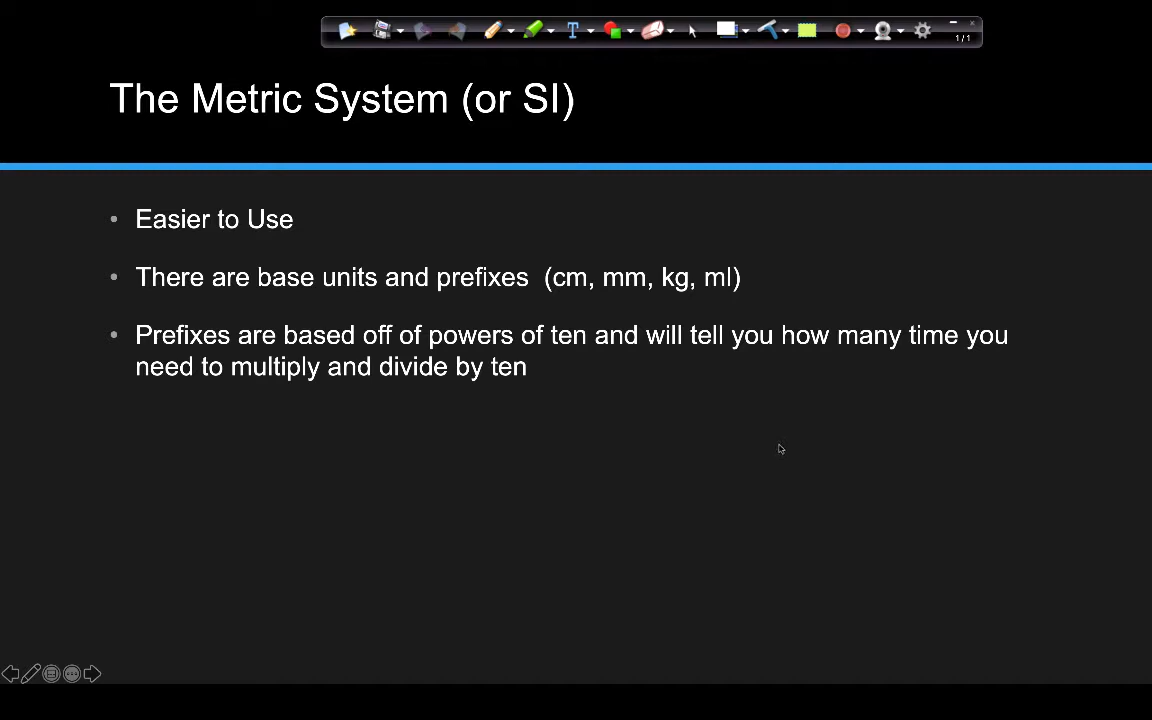 1/1
The Metric System (or SI)
• Easier to Use
• There are base units and prefixes (cm, mm, kg, ml)
• Prefixes are based off of powers of ten and will tell you how many time you
need to multiply and divide by ten